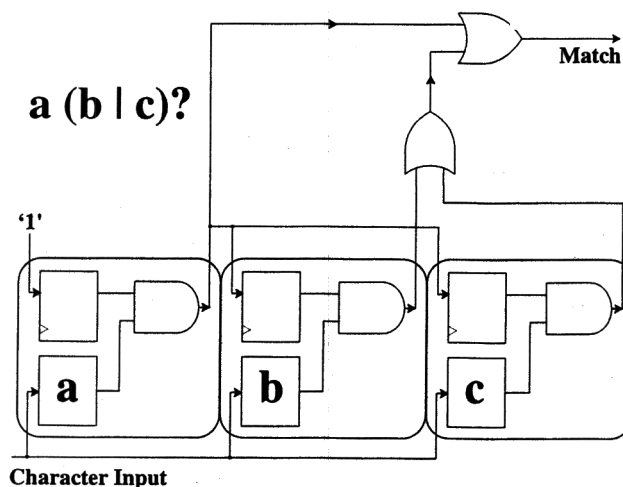 Match
a (b | c)?
‘1’
a
b
c
Character Input